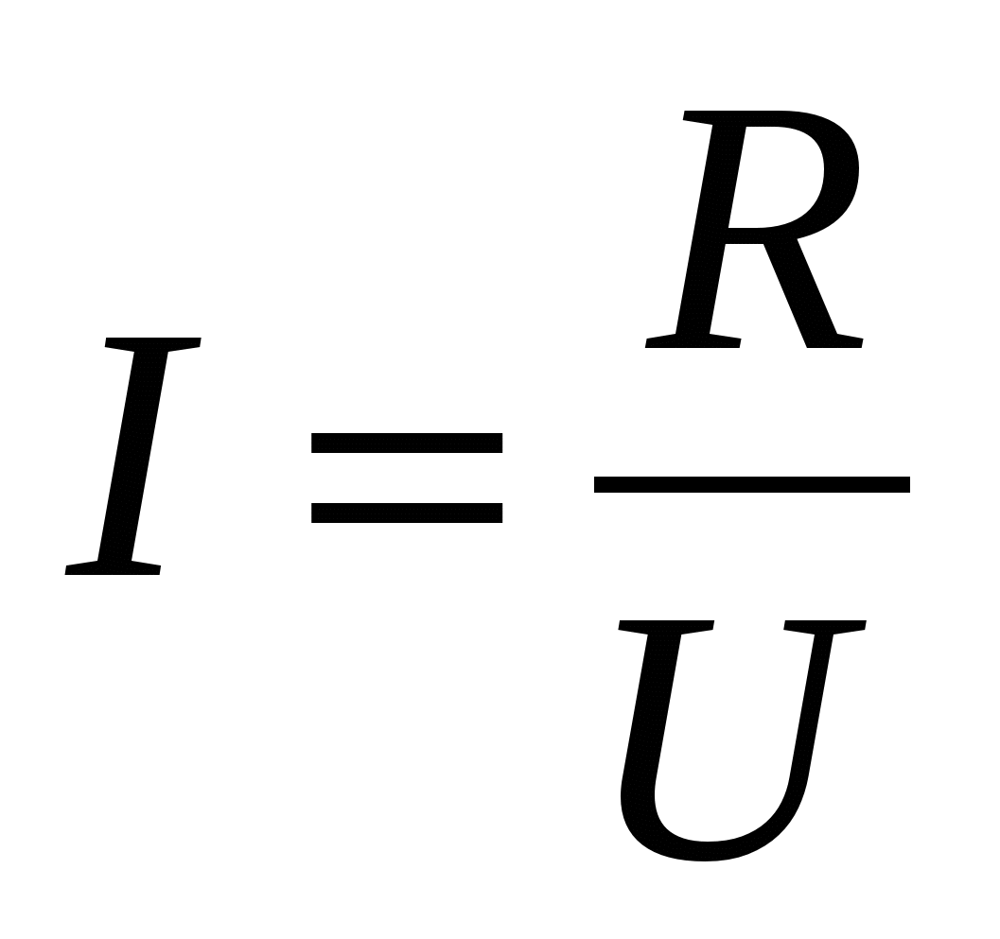 I = R/U